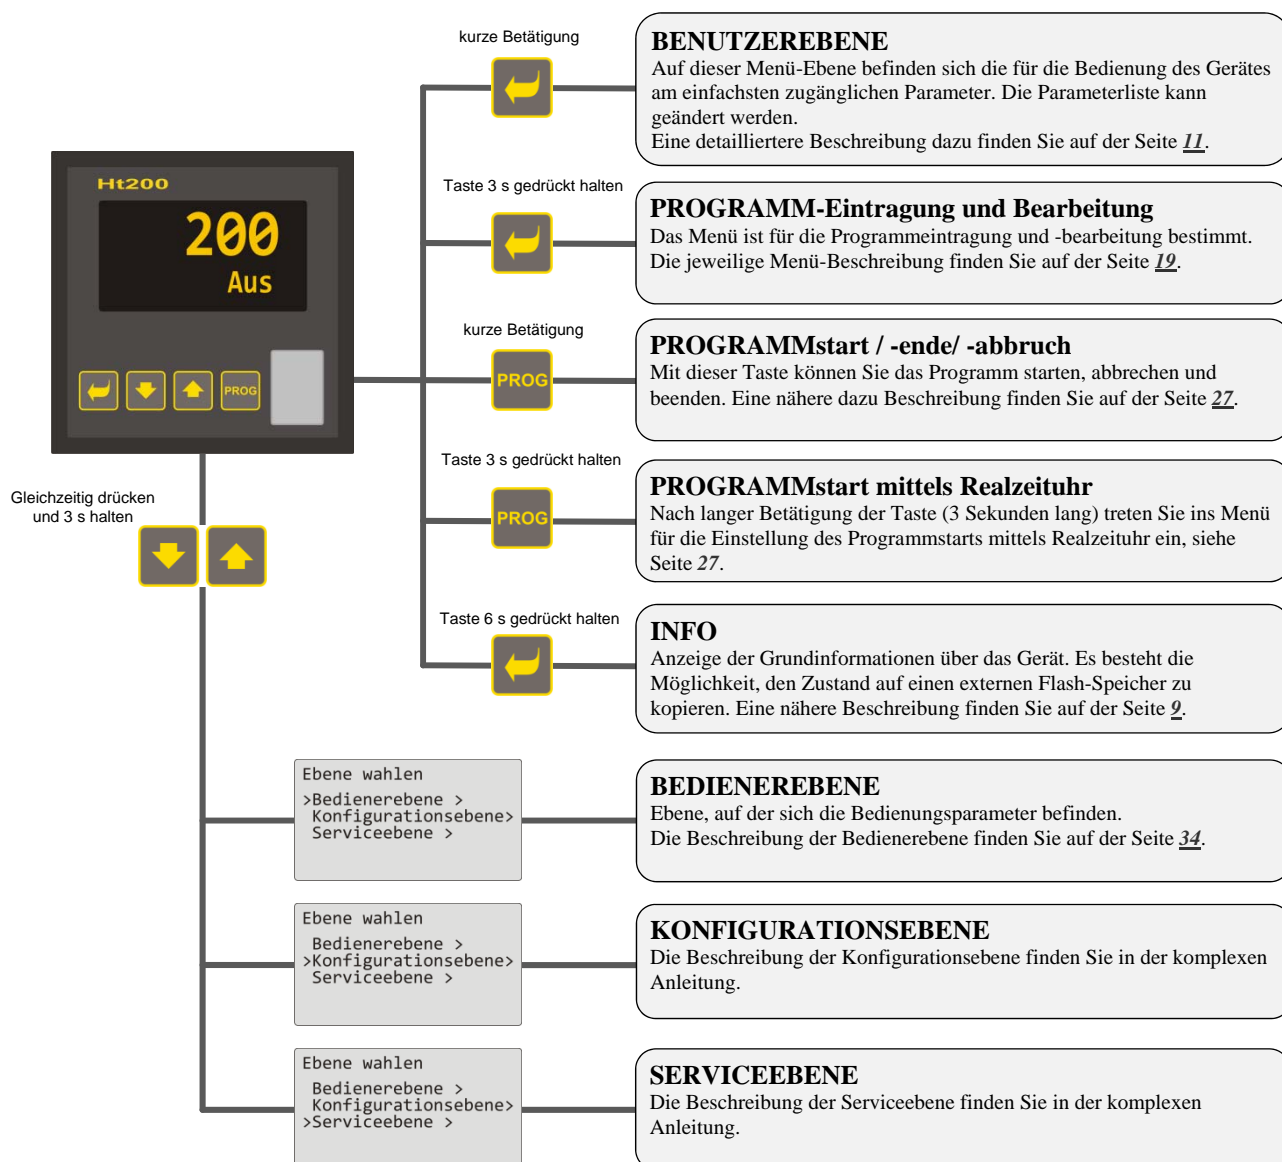 kurze Betätigung
BENUTZEREBENE
Auf dieser Menü-Ebene befinden sich die für die Bedienung des Gerätes
am einfachsten zugänglichen Parameter. Die Parameterliste kann
geändert werden.
Eine detailliertere Beschreibung dazu finden Sie auf der Seite 11.
Ht200
200
Aus
PROG
Taste 3 s gedrückt halten
PROGRAMM-Eintragung und Bearbeitung
Das Menü ist für die Programmeintragung und -bearbeitung bestimmt.
Die jeweilige Menü-Beschreibung finden Sie auf der Seite 19.
kurze Betätigung
PROG
PROGRAMMstart / -ende/ -abbruch
Mit dieser Taste können Sie das Programm starten, abbrechen und
beenden. Eine nähere dazu Beschreibung finden Sie auf der Seite 27.
Taste 3 s gedrückt halten
PROG
PROGRAMMstart mittels Realzeituhr
Nach langer Betätigung der Taste (3 Sekunden lang) treten Sie ins Menü
für die Einstellung des Programmstarts mittels Realzeituhr ein, siehe
Seite 27.
Gleichzeitig drücken
und 3 s halten
Taste 6 s gedrückt halten
INFO
Anzeige der Grundinformationen über das Gerät. Es besteht die
Möglichkeit, den Zustand auf einen externen Flash-Speicher zu
kopieren. Eine nähere Beschreibung finden Sie auf der Seite 9.
Ebene wahlen
>Bedienerebene >
Konfigurationsebene>
Serviceebene >
BEDIENEREBENE
Ebene, auf der sich die Bedienungsparameter befinden.
Die Beschreibung der Bedienerebene finden Sie auf der Seite 34.
Ebene wahlen
Bedienerebene >
>Konfigurationsebene>
Serviceebene >
KONFIGURATIONSEBENE
Die Beschreibung der Konfigurationsebene finden Sie in der komplexen
Anleitung.
Ebene wahlen
Bedienerebene >
Konfigurationsebene>
>Serviceebene >
SERVICEEBENE
Die Beschreibung der Serviceebene finden Sie in der komplexen
Anleitung.